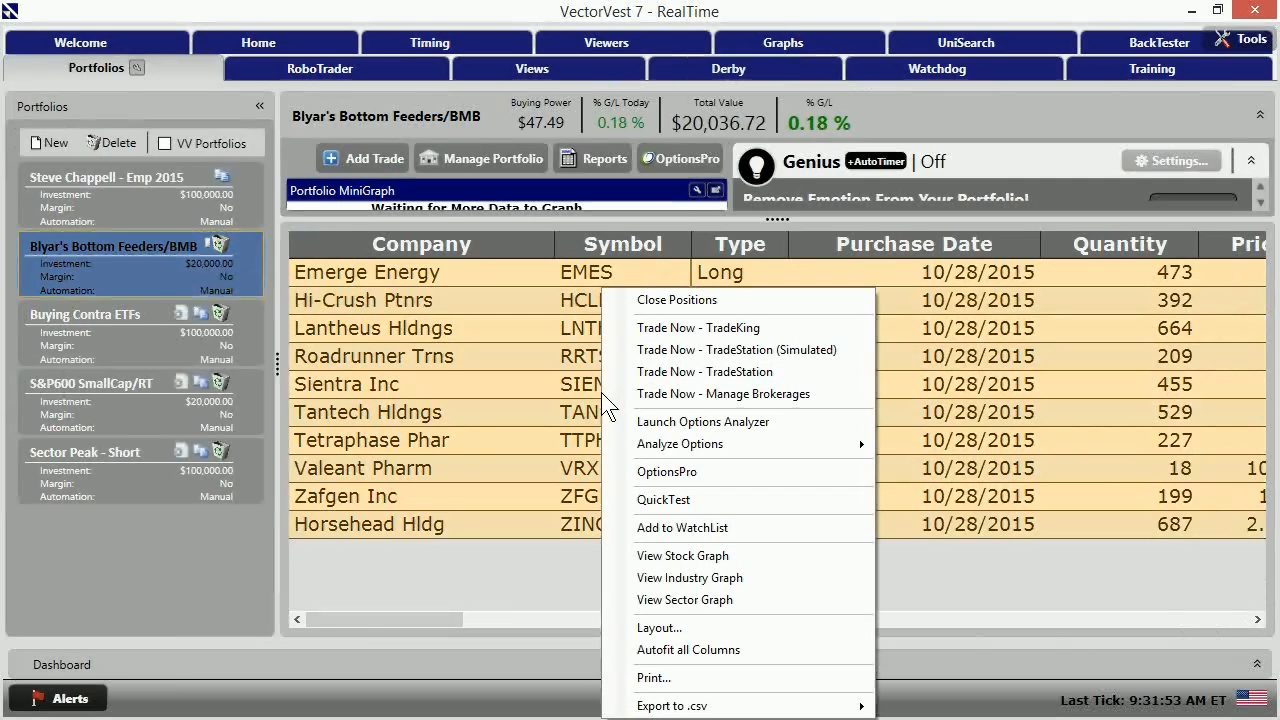 VectorVest 7 - RealTime
Welcome
Home
Timing
Viewers
Graphs
UniSearch
BackTester
Tools
Portfolios
RoboTrader
Views
Derby
Watchdog
Training
Portfolios
New
Delete
VV Portfolios
Steve Chappell - Emp 2015
Investment: $100,000.00
Margin: No
Automation: Manual
Blyar's Bottom Feeders/BMB
Investment: $20,000.00
Margin: No
Automation: Manual
Buying Contra ETFs
Investment: $100,000.00
Margin: No
Automation: Manual
S&P600 SmallCap/RT
Investment: $20,000.00
Margin: No
Automation: Manual
Sector Peak - Short
Investment: $100,000.00
Margin: No
Automation: Manual
Blyar's Bottom Feeders/BMB
Buying Power
$47.49
% G/L Today
0.18 %
Total Value
$20,036.72
% G/L
0.18 %
Add Trade
Manage Portfolio
Reports
OptionsPro
Portfolio MiniGraph
Waiting for More Data to Graph
Genius +AutoTimer | Off
Settings...
Remove Emotion From Your Portfolio!
Company Symbol Type Purchase Date Quantity Pric
Emerge Energy EMES Long 10/28/2015 473
Hi-Crush Ptnrs HCL 10/28/2015 392
Lantheus Hldngs LNT 10/28/2015 664
Roadrunner Trns RRTS 10/28/2015 209
Sientra Inc SIEN 10/28/2015 455
Tantech Hldngs TAN 10/28/2015 529
Tetraphase Phar TTPH 10/28/2015 227
Valeant Pharm VRX 10/28/2015 18 10
Zafgen Inc ZFG 10/28/2015 199 1
Horsehead Hldg ZINC 10/28/2015 687 2.
Close Positions
Trade Now - TradeKing
Trade Now - TradeStation (Simulated)
Trade Now - TradeStation
Trade Now - Manage Brokerages
Launch Options Analyzer
Analyze Options
OptionsPro
QuickTest
Add to WatchList
View Stock Graph
View Industry Graph
View Sector Graph
Layout...
Autofit all Columns
Print...
Export to .csv
Dashboard
Alerts
Last Tick: 9:31:53 AM ET